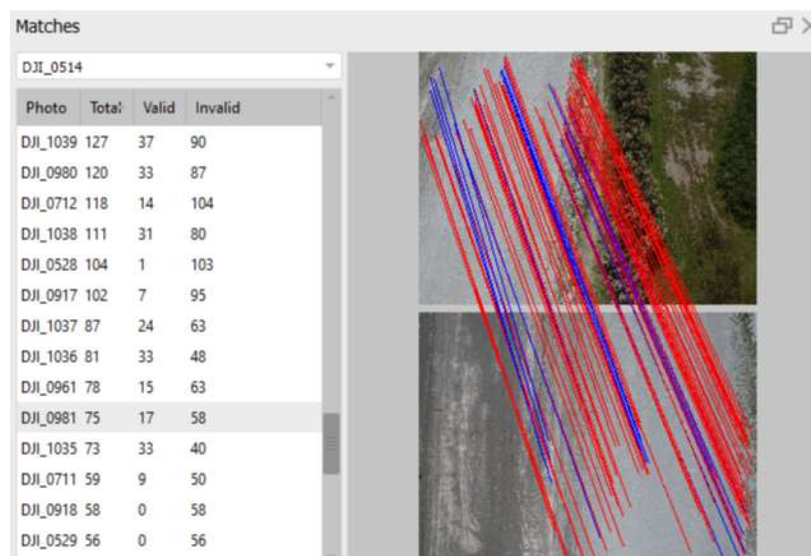 Matches
DJI_0514
Photo Total Valid Invalid
DJI_1039 127 37 90
DJI_0980 120 33 87
DJI_0712 118 14 104
DJI_1038 111 31 80
DJI_0528 104 1 103
DJI_0917 102 7 95
DJI_1037 87 24 63
DJI_1036 81 33 48
DJI_0961 78 15 63
DJI_0981 75 17 58
DJI_1035 73 33 40
DJI_0711 59 9 50
DJI_0918 58 0 58
DJI_0529 56 0 56